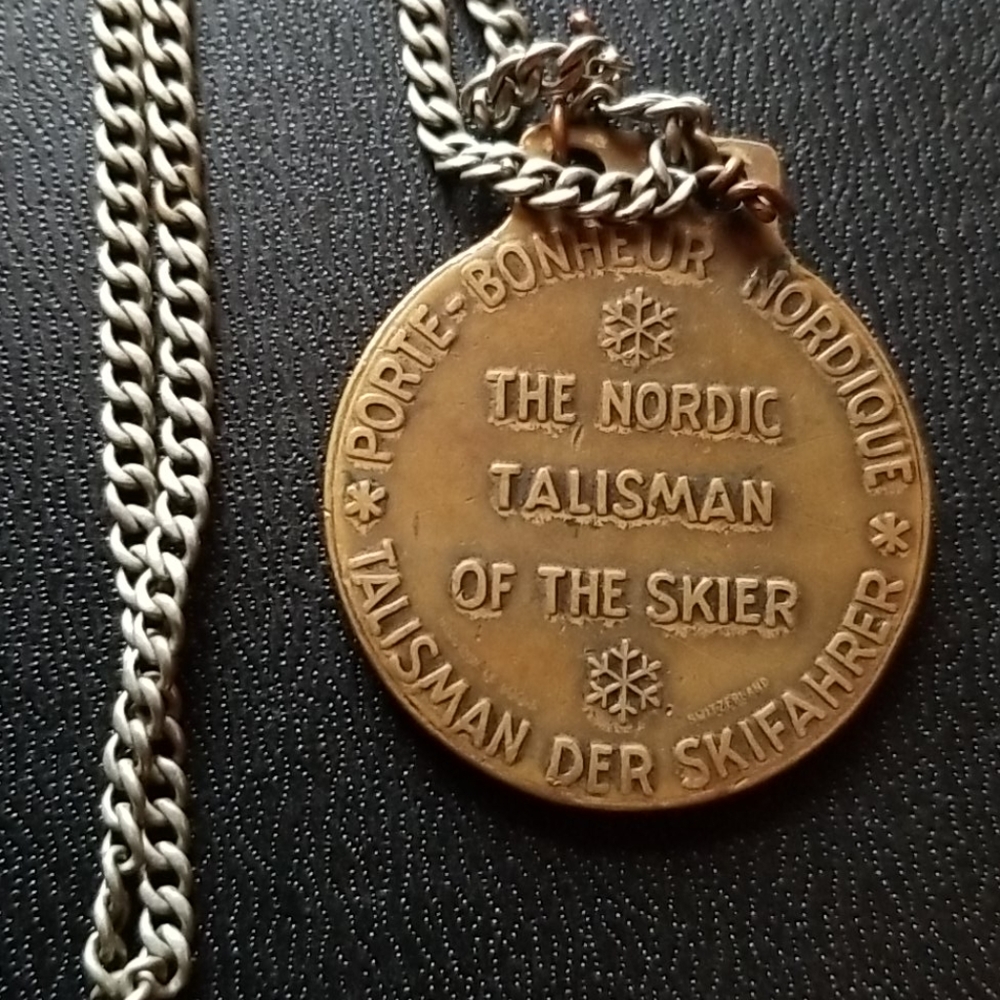 PORTE-BONHEUR NORDIQUE
THE NORDIC
TALISMAN
OF THE SKIER
SWITZERLAND
TALISMAN DER SKIFAHRER